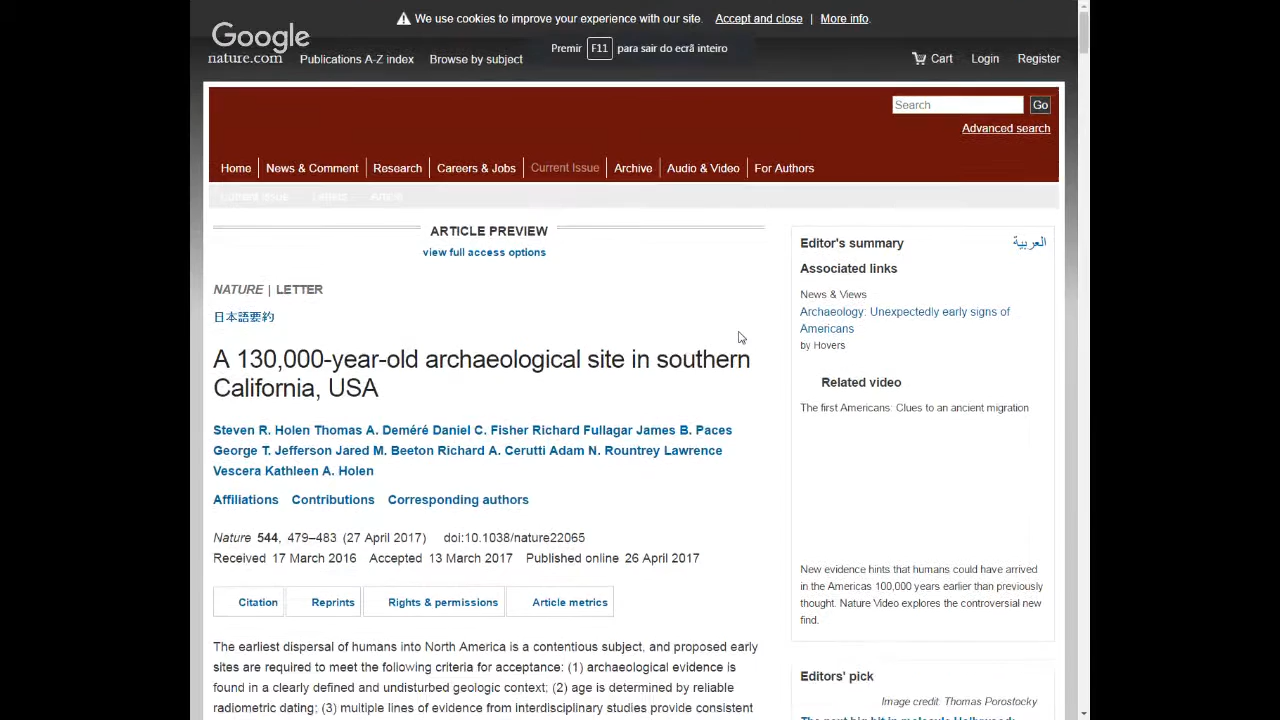 We use cookies to improve your experience with our site. Accept and close | More info.
Google
Premir F11 para sair do ecrã inteiro
nature.com Publications A-Z index Browse by subject Cart Login Register
Search Go
Advanced search
Home News & Comment Research Careers & Jobs Current Issue Archive Audio & Video For Authors
Current Issue Letters Article
ARTICLE PREVIEW
view full access options
NATURE | LETTER
日本語要約
A 130,000-year-old archaeological site in southern
California, USA
Steven R. Holen Thomas A. Deméré Daniel C. Fisher Richard Fullagar James B. Paces
George T. Jefferson Jared M. Beeton Richard A. Cerutti Adam N. Rountrey Lawrence
Vescera Kathleen A. Holen
Affiliations Contributions Corresponding authors
Nature 544, 479–483 (27 April 2017) doi:10.1038/nature22065
Received 17 March 2016 Accepted 13 March 2017 Published online 26 April 2017
Citation Reprints Rights & permissions Article metrics
The earliest dispersal of humans into North America is a contentious subject, and proposed early
sites are required to meet the following criteria for acceptance: (1) archaeological evidence is
found in a clearly defined and undisturbed geologic context; (2) age is determined by reliable
radiometric dating; (3) multiple lines of evidence from interdisciplinary studies provide consistent
Editor's summary العربية
Associated links
News & Views
Archaeology: Unexpectedly early signs of
Americans
by Hovers
Related video
The first Americans: Clues to an ancient migration
New evidence hints that humans could have arrived
in the Americas 100,000 years earlier than previously
thought. Nature Video explores the controversial new
find.
Editors' pick
Image credit: Thomas Porostocky